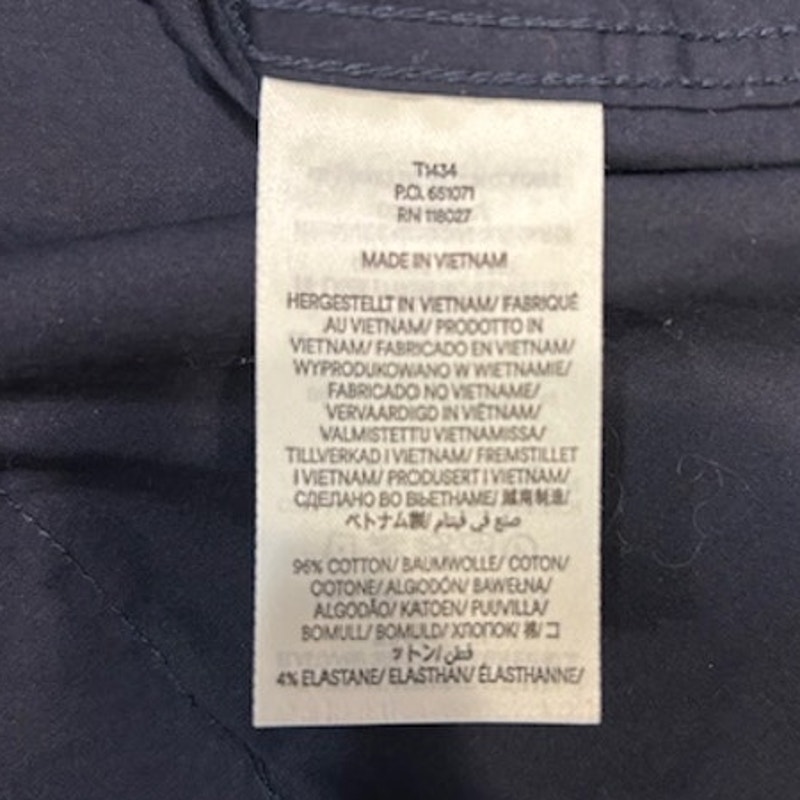 T1434
P.O. 651071
RN 118027
MADE IN VIETNAM
HERGESTELLT IN VIETNAM/ FABRIQUÉ
AU VIETNAM/ PRODOTTO IN
VIETNAM/ FABRICADO EN VIETNAM/
WYPRODUKOWANO W WIETNAMIE/
FABRICADO NO VIETNAME/
VERVAARDIGD IN VIËTNAM/
VALMISTETTU VIETNAMISSA/
TILLVERKAD I VIETNAM/ FREMSTILLET
I VIETNAM/ PRODUSERT I VIETNAM/
СДЕЛАНО ВО ВЬЕТНАМЕ/ 越南制造/
ベトナム製/ صنع في فيتنام
96% COTTON/ BAUMWOLLE/ COTON/
COTONE/ ALGODÓN/ BAWEŁNA/
ALGODÃO/ KATOEN/ PUUVILLA/
BOMULL/ BOMULD/ ХЛОПОК/ 棉/ コ
ットン/ قطن
4% ELASTANE/ ELASTHAN/ ÉLASTHANNE/